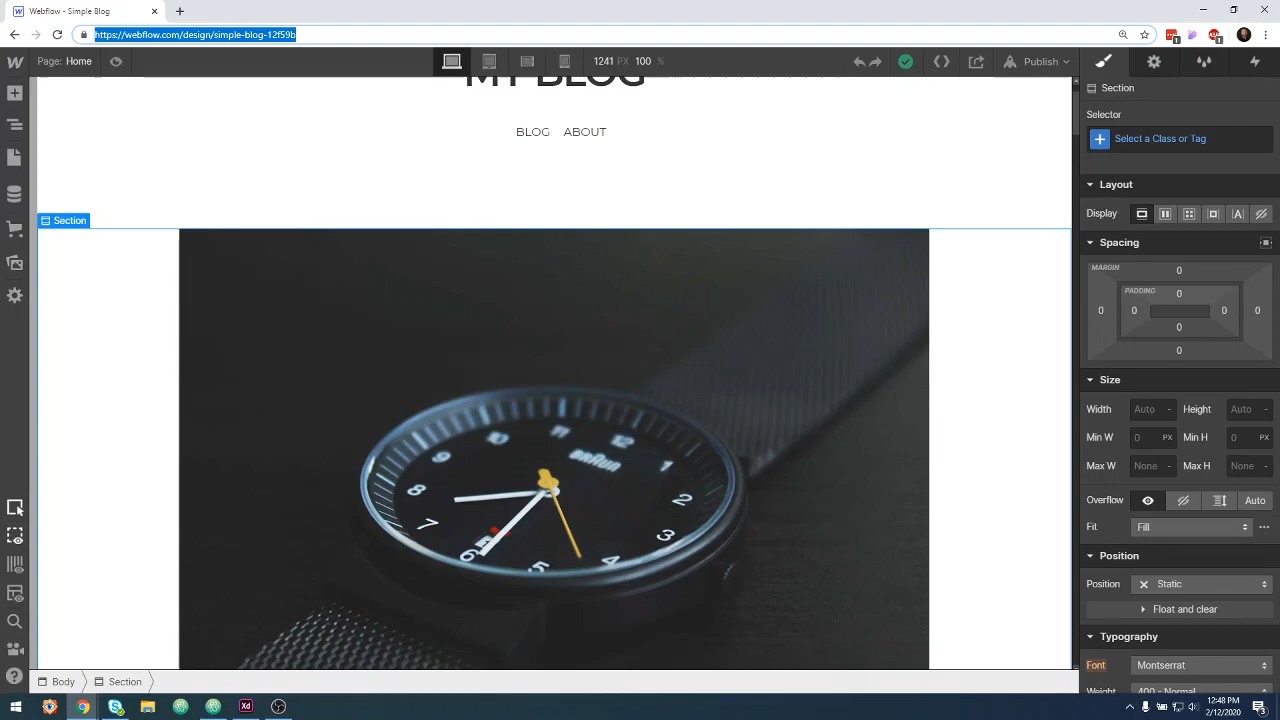 Webflow - Simple Blog
https://webflow.com/design/simple-blog-12f59b
Page: Home
1241 PX 100 %
Publish
Section
Selector
Select a Class or Tag
Layout
Display
Spacing
MARGIN
0
PADDING
0
0 0 0 0
0
0
Size
Width Auto Height Auto
Min W 0 PX Min H 0 PX
Max W None Max H None
Overflow Auto
Fit Fill
Position
Position Static
Float and clear
Typography
Font Montserrat
Weight 400 - Normal
MY BLOG
BLOG ABOUT
Section
BRAUN
11
12
1
2
3
4
5
6
7
8
9
10
Body Section
12:48 PM
2/12/2020